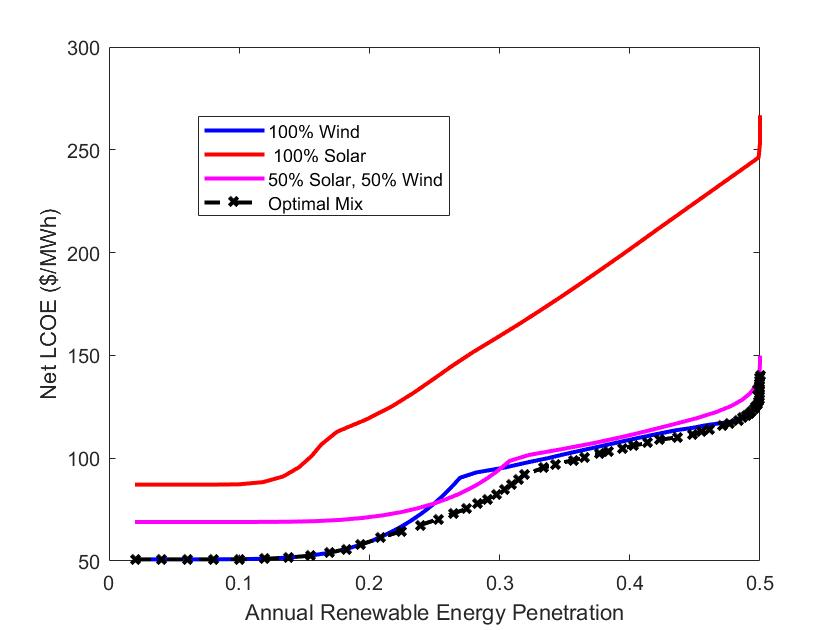 300
250
200
150
100
50
Net LCOE ($/MWh)
100% Wind
100% Solar
50% Solar, 50% Wind
Optimal Mix
0 0.1 0.2 0.3 0.4 0.5
Annual Renewable Energy Penetration